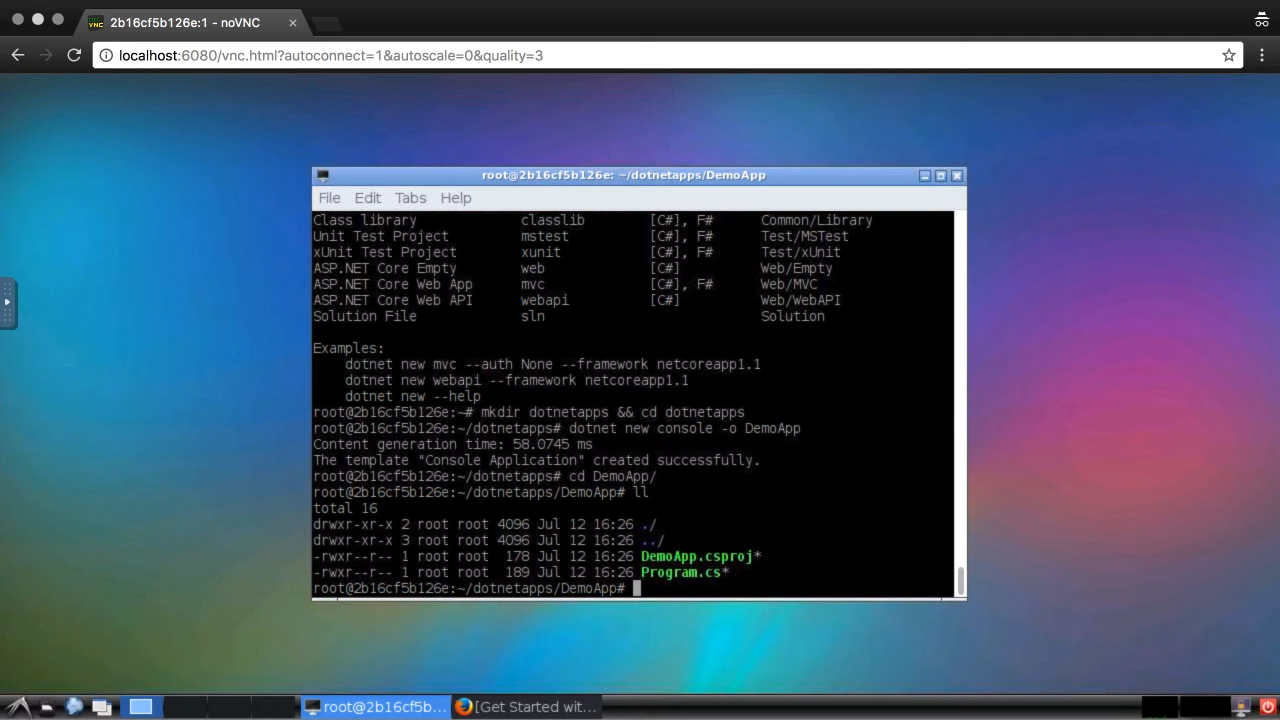 2b16cf5b126e:1 - noVNC
localhost:6080/vnc.html?autoconnect=1&autoscale=0&quality=3
root@2b16cf5b126e: ~/dotnetapps/DemoApp
File Edit Tabs Help
Class library classlib [C#], F# Common/Library
Unit Test Project mstest [C#], F# Test/MSTest
xUnit Test Project xunit [C#], F# Test/xUnit
ASP.NET Core Empty web [C#] Web/Empty
ASP.NET Core Web App mvc [C#], F# Web/MVC
ASP.NET Core Web API webapi [C#] Web/WebAPI
Solution File sln Solution
Examples:
dotnet new mvc --auth None --framework netcoreapp1.1
dotnet new webapi --framework netcoreapp1.1
dotnet new --help
root@2b16cf5b126e:~# mkdir dotnetapps && cd dotnetapps
root@2b16cf5b126e:~/dotnetapps# dotnet new console -o DemoApp
Content generation time: 58.0745 ms
The template "Console Application" created successfully.
root@2b16cf5b126e:~/dotnetapps# cd DemoApp/
root@2b16cf5b126e:~/dotnetapps/DemoApp# ll
total 16
drwxr-xr-x 2 root root 4096 Jul 12 16:26 ./
drwxr-xr-x 3 root root 4096 Jul 12 16:26 ../
-rwxr--r-- 1 root root 178 Jul 12 16:26 DemoApp.csproj*
-rwxr--r-- 1 root root 189 Jul 12 16:26 Program.cs*
root@2b16cf5b126e:~/dotnetapps/DemoApp#
root@2b16cf5b... [Get Started wit...